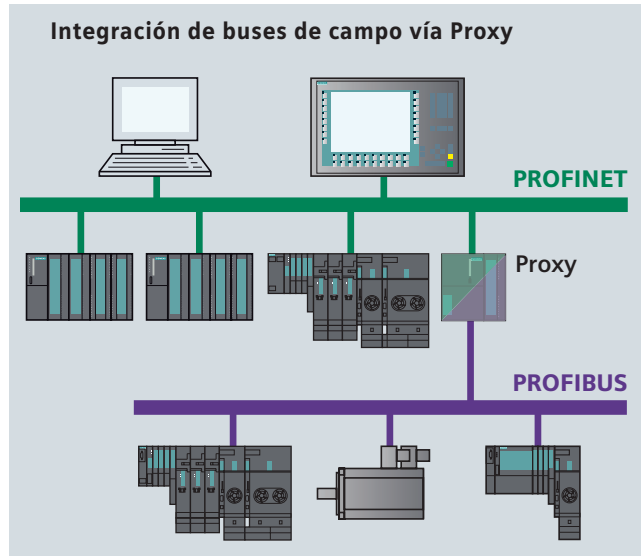 Integración de buses de campo vía Proxy
PROFINET
Proxy
PROFIBUS